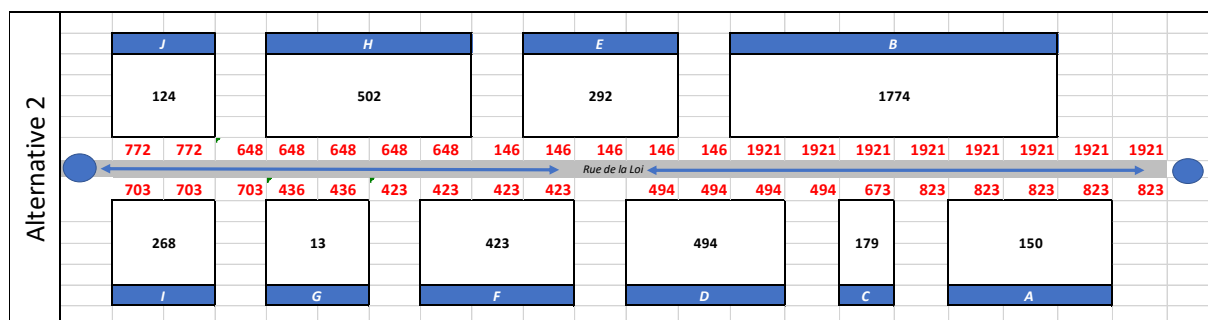 Alternative 2
J H E B
124 502 292 1774
772 772 648 648 648 648 648 146 146 146 146 146 1921 1921 1921 1921 1921 1921 1921 1921
Rue de la Loi
703 703 703 436 436 423 423 423 423 494 494 494 494 673 823 823 823 823 823
268 13 423 494 179 150
I G F D C A